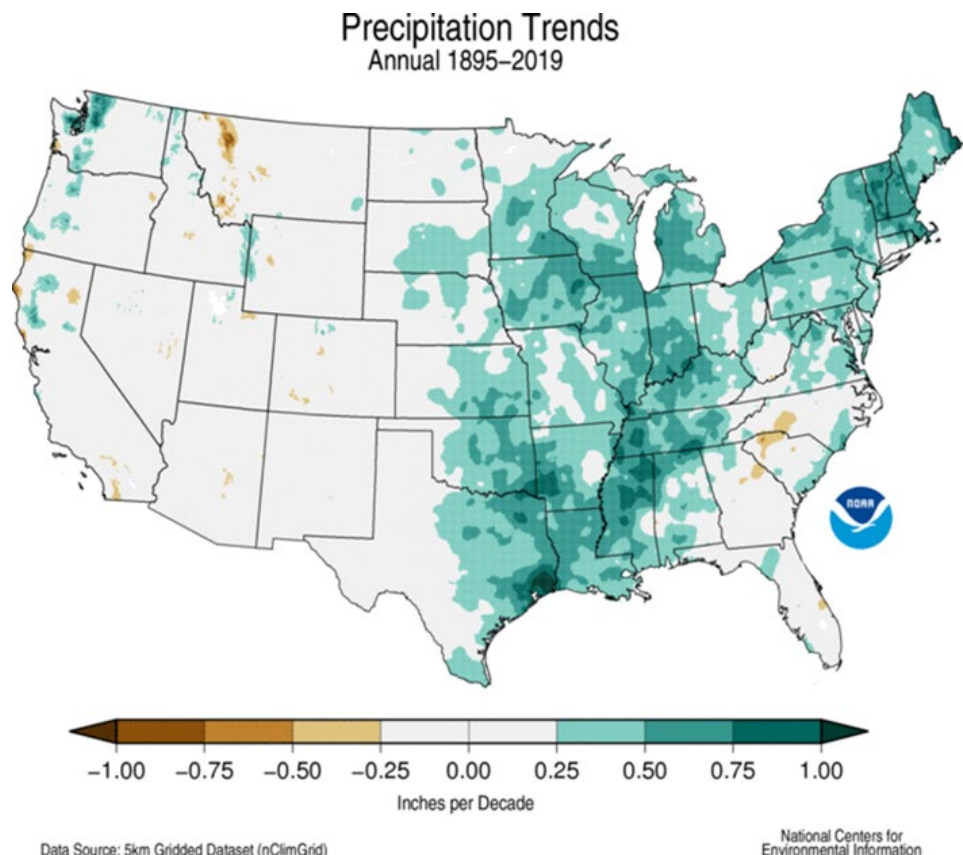 Precipitation Trends
Annual 1895–2019
NOAA
−1.00 −0.75 −0.50 −0.25 0.00 0.25 0.50 0.75 1.00
Inches per Decade
Data Source: 5km Gridded Dataset (nClimGrid)
National Centers for
Environmental Information